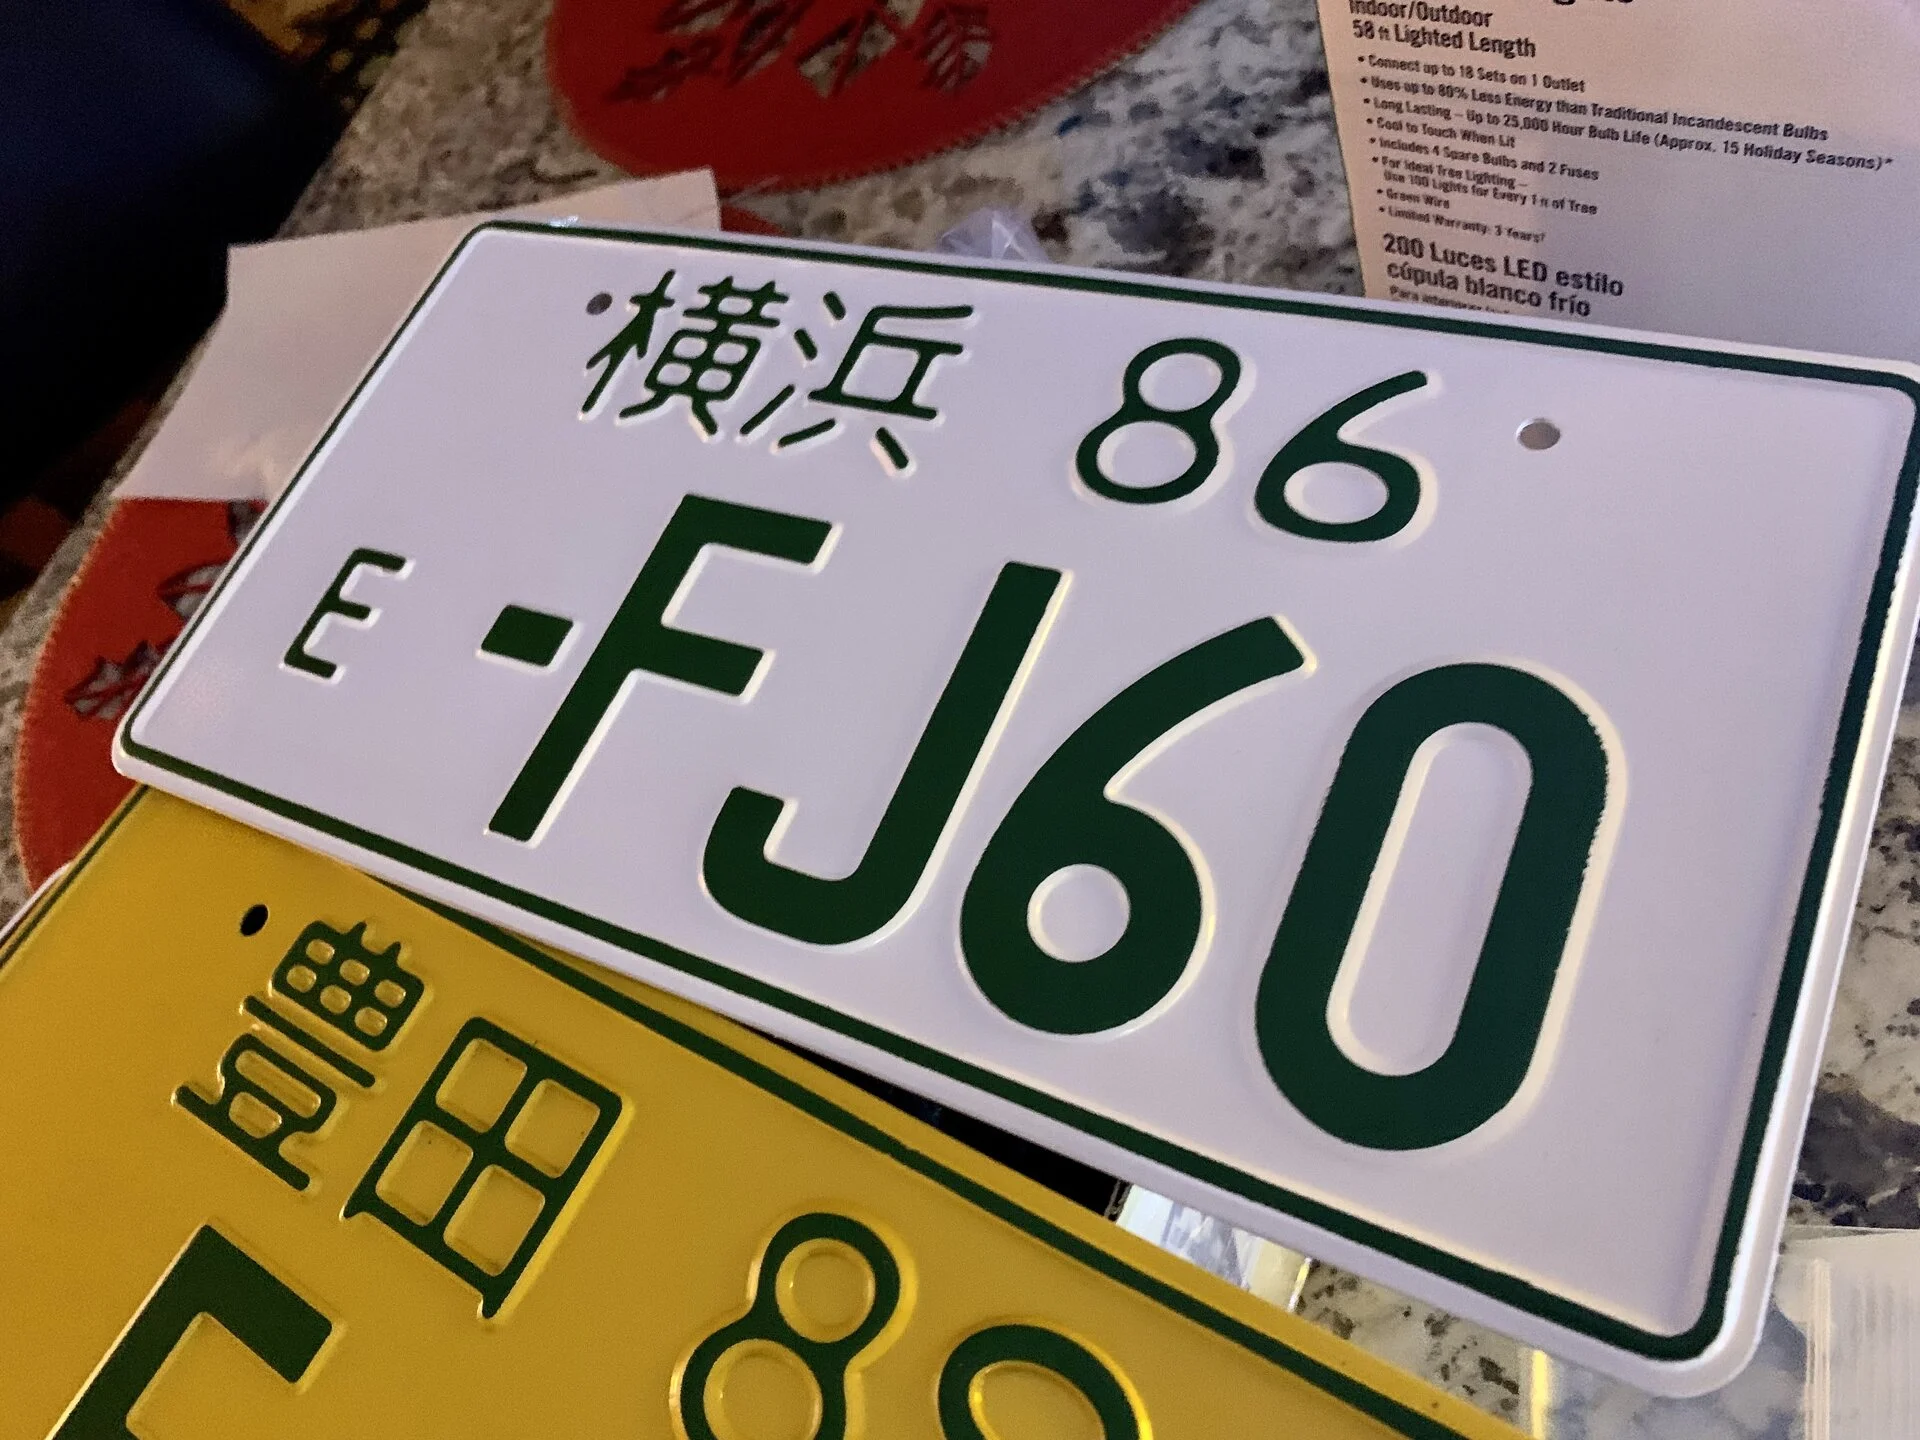 Indoor/Outdoor
58 ft Lighted Length
• Connect up to 18 Sets on 1 Outlet
• Uses up to 80% Less Energy than Traditional Incandescent Bulbs
• Long Lasting – Up to 25,000 Hour Bulb Life (Approx. 15 Holiday Seasons)*
• Cool to Touch When Lit
• Includes 4 Spare Bulbs and 2 Fuses
• For Ideal Tree Lighting –
Use 100 Lights for Every 1 ft of Tree
• Green Wire
• Limited Warranty: 3 Years†
200 Luces LED estilo
cúpula blanco frío
Para
横浜 86
E -FJ60
豊田
8